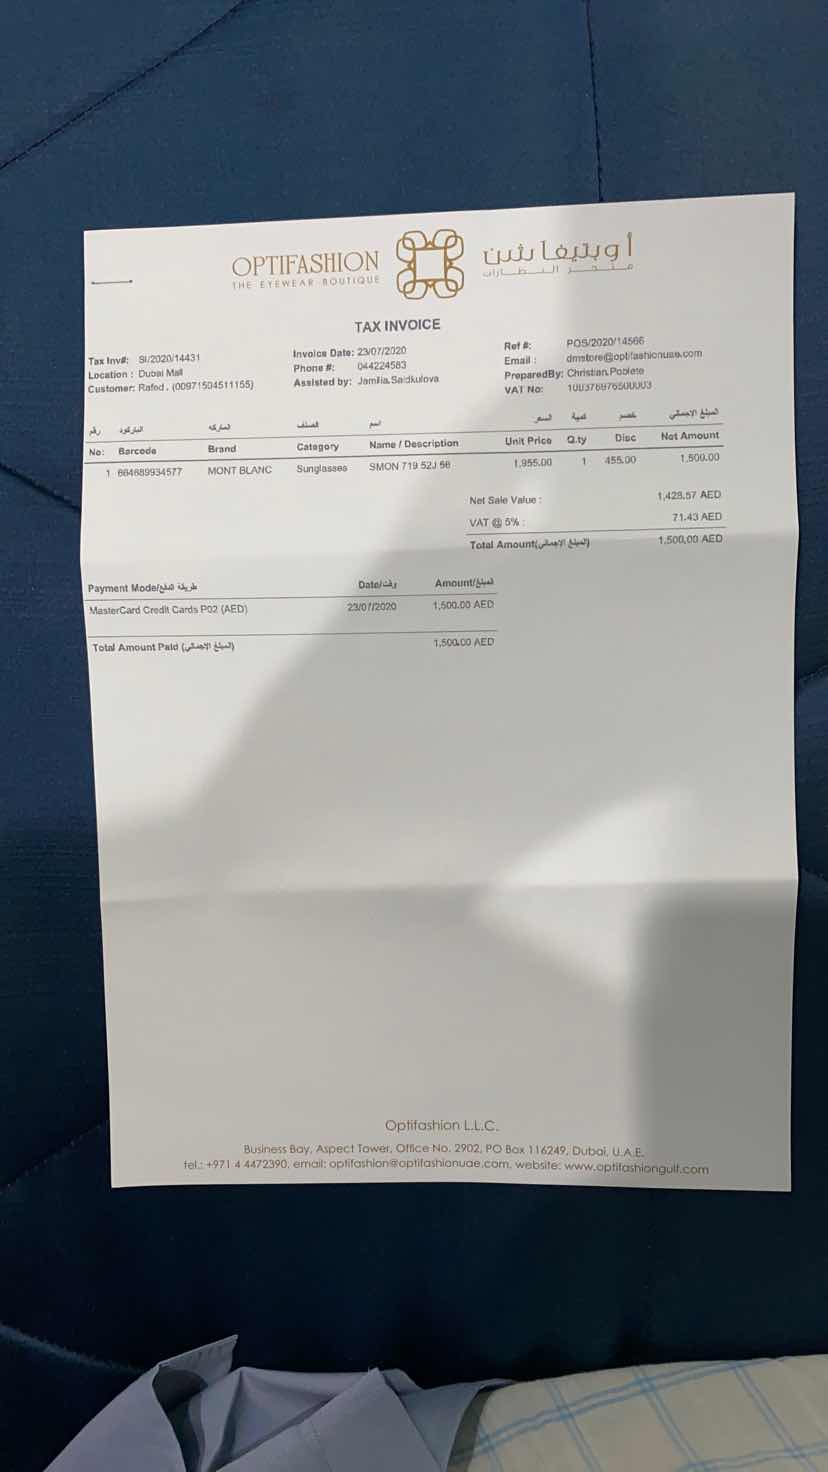 OPTIFASHION
THE EYEWEAR BOUTIQUE
أوبتيفاشن
متجر النظارات
TAX INVOICE
Tax Inv#: SI/2020/14431
Location : Dubai Mall
Customer: Rafed , (00971504511155)
Invoice Date: 23/07/2020
Phone #: 044224583
Assisted by: Jamilia.Saidkulova
Ref #: POS/2020/14566
Email : dmstore@optifashionuae.com
PreparedBy: Christian.Poblete
VAT No: 100376976500003
رقم الباركود الماركه الصنف اسم السعر كمية خصم المبلغ الاجمالي
No: Barcode Brand Category Name / Description Unit Price Q.ty Disc Net Amount
1 664689934577 MONT BLANC Sunglasses SMON 719 52J 56 1,955.00 1 455.00 1,500.00
Net Sale Value : 1,428.57 AED
VAT @ 5% : 71.43 AED
Total Amount(المبلغ الاجمالي) 1,500.00 AED
Payment Mode/طريقة الدفع Date/وقت Amount/المبلغ
MasterCard Credit Cards P02 (AED) 23/07/2020 1,500.00 AED
Total Amount Paid (المبلغ الاجمالي) 1,500.00 AED
Optifashion L.L.C.
Business Bay, Aspect Tower, Office No. 2902, PO Box 116249, Dubai, U.A.E.
tel.: +971 4 4472390, email: optifashion@optifashionuae.com, website: www.optifashiongulf.com